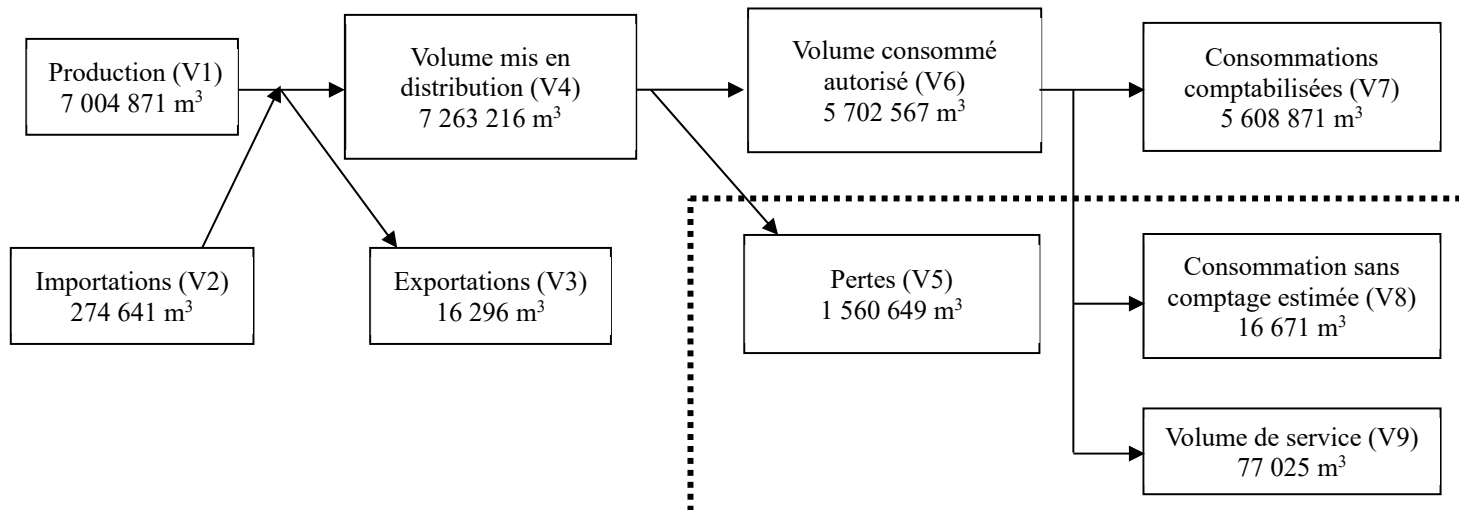 Production (V1)
7 004 871 m³
Volume mis en
distribution (V4)
7 263 216 m³
Volume consommé
autorisé (V6)
5 702 567 m³
Consommations
comptabilisées (V7)
5 608 871 m³
Importations (V2)
274 641 m³
Exportations (V3)
16 296 m³
Pertes (V5)
1 560 649 m³
Consommation sans
comptage estimée (V8)
16 671 m³
Volume de service (V9)
77 025 m³